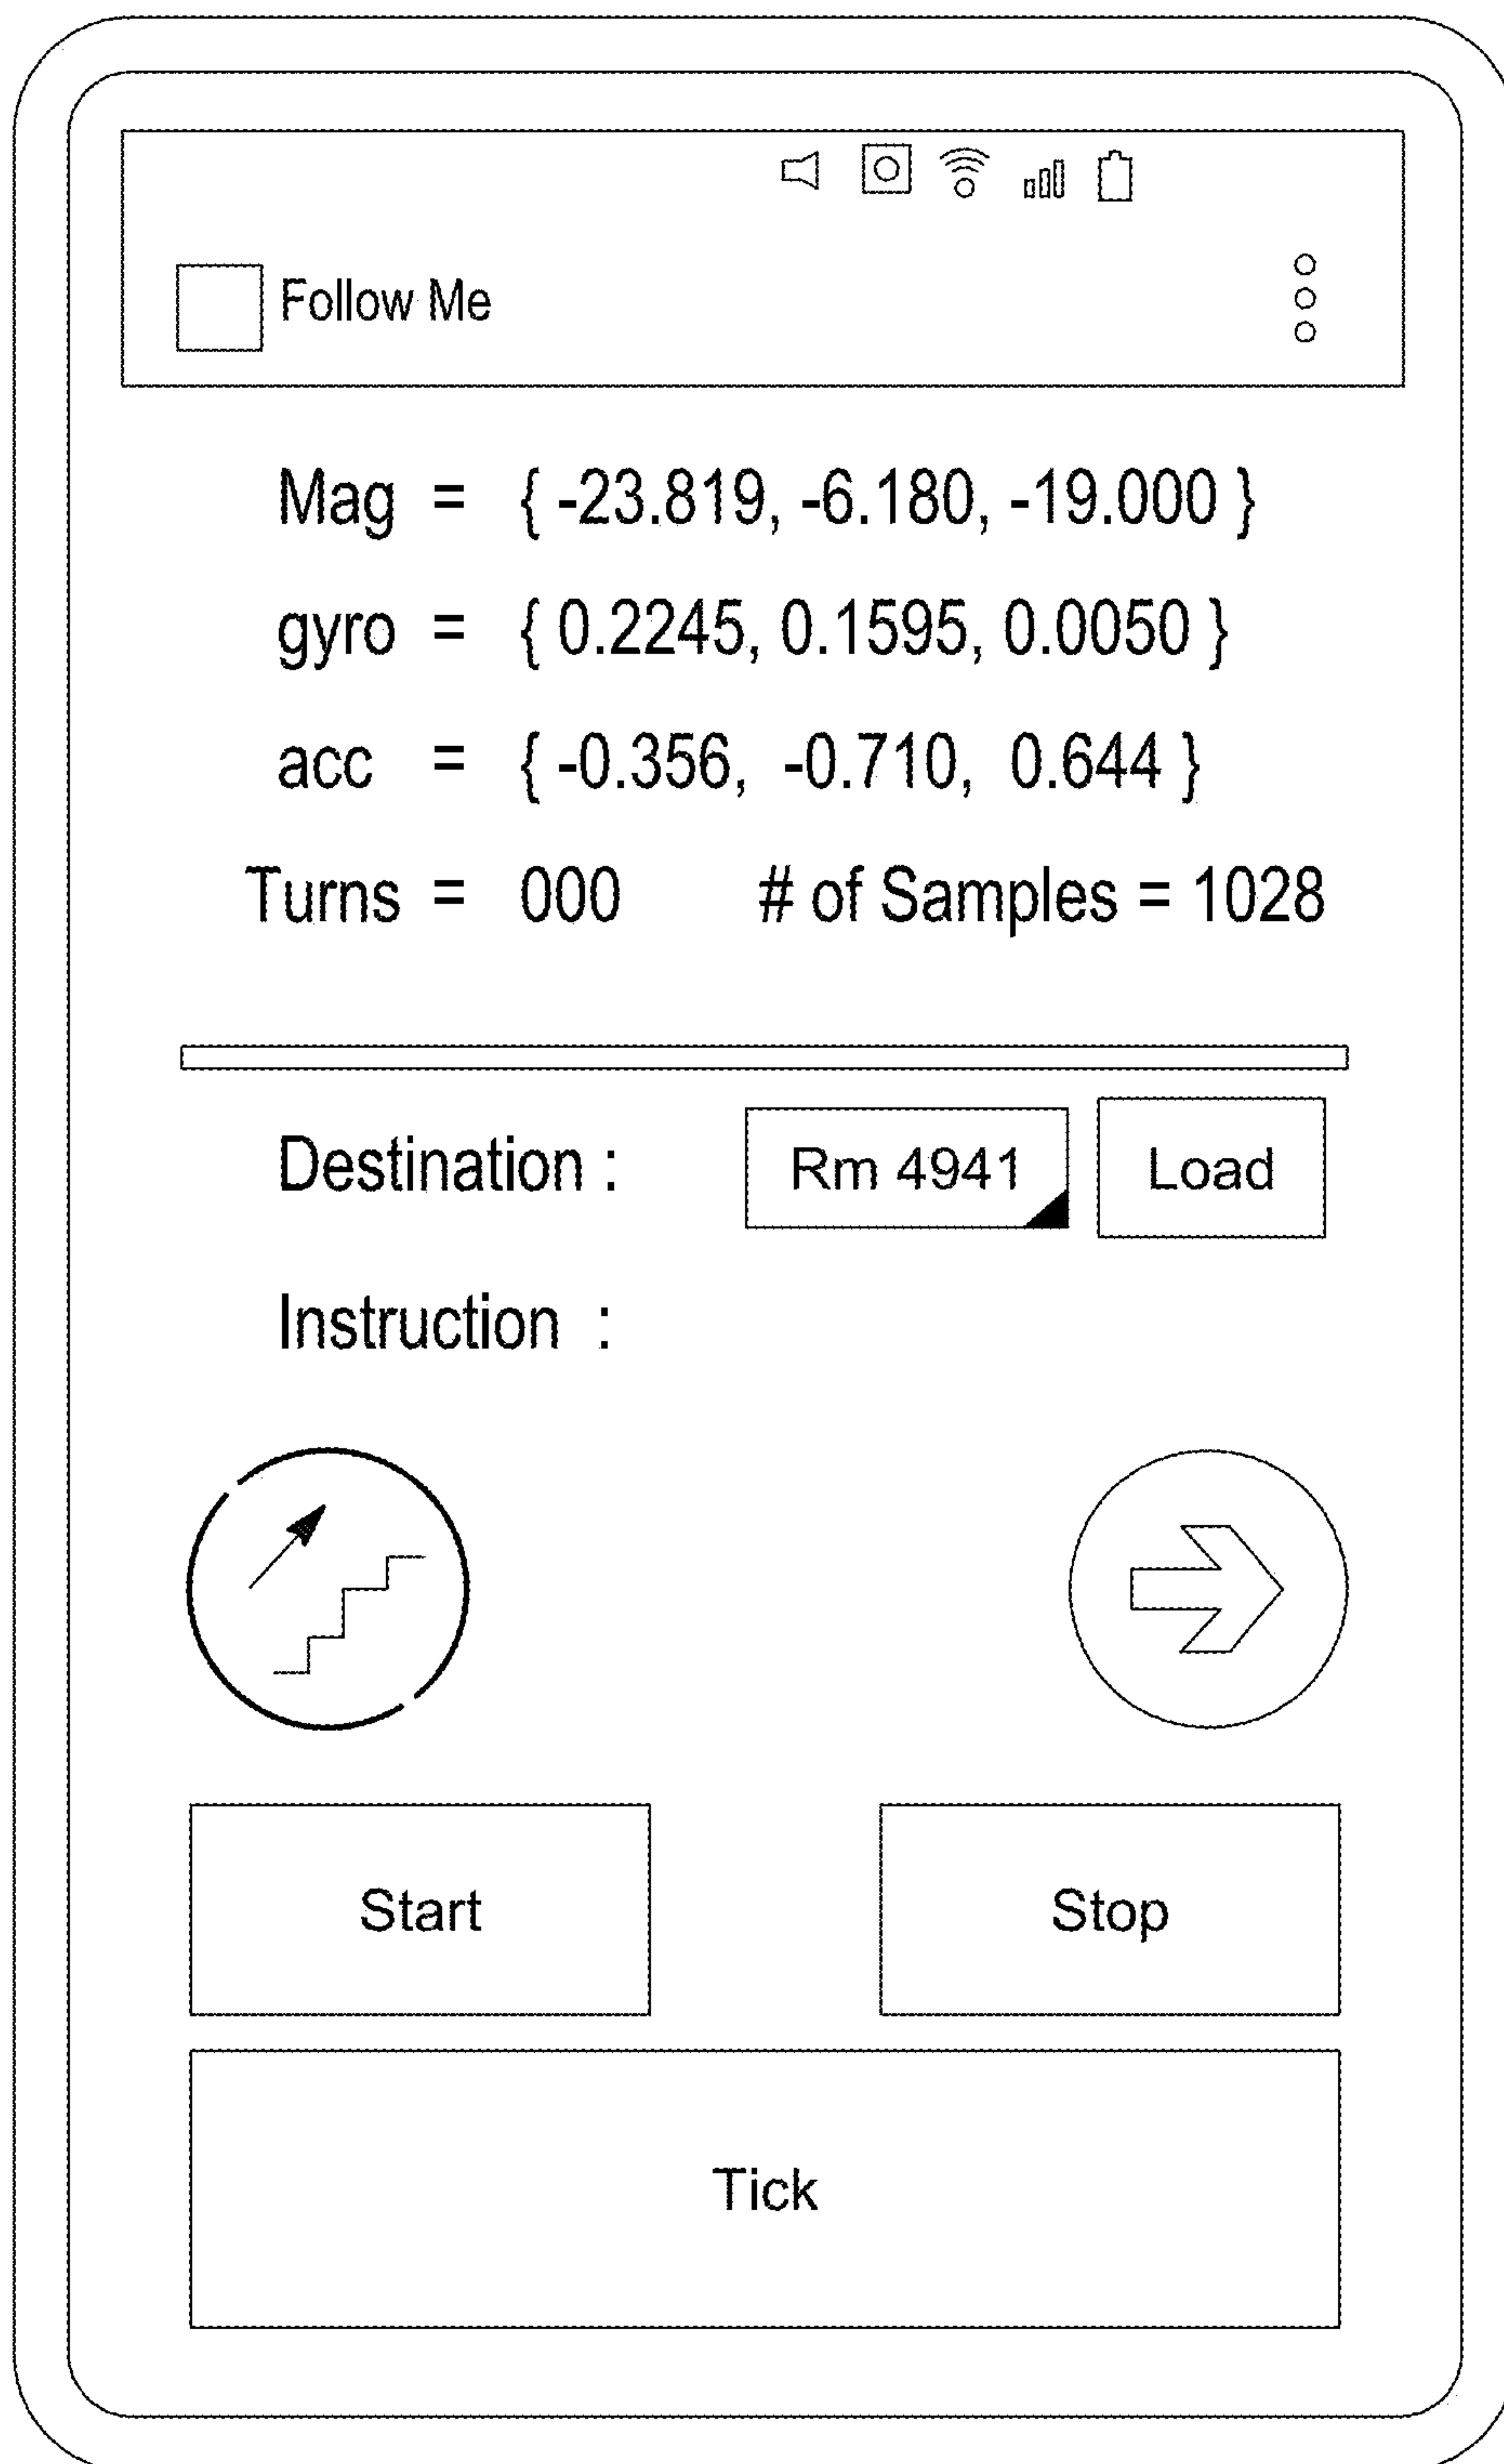 Follow Me
Mag = { -23.819, -6.180, -19.000 }
gyro = { 0.2245, 0.1595, 0.0050 }
acc = { -0.356, -0.710, 0.644 }
Turns = 000 # of Samples = 1028
Destination : Rm 4941 Load
Instruction :
Start Stop
Tick